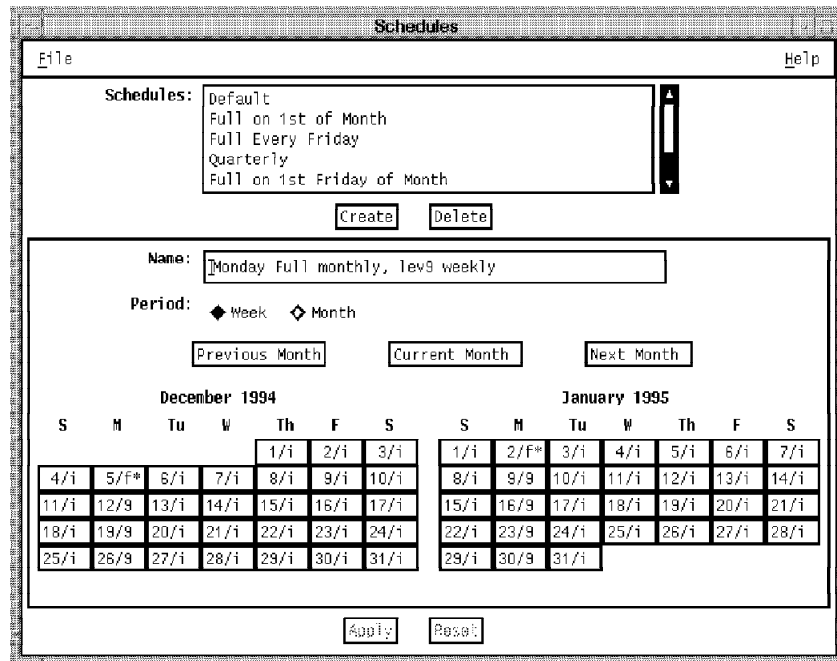 Schedules
File Help
Schedules:
Default
Full on 1st of Month
Full Every Friday
Quarterly
Full on 1st Friday of Month
Create Delete
Name: Monday Full monthly, lev9 weekly
Period: Week Month
Previous Month Current Month Next Month
December 1994
S M Tu W Th F S
1/i 2/i 3/i
4/i 5/f* 6/i 7/i 8/i 9/i 10/i
11/i 12/9 13/i 14/i 15/i 16/i 17/i
18/i 19/9 20/i 21/i 22/i 23/i 24/i
25/i 26/9 27/i 28/i 29/i 30/i 31/i
January 1995
S M Tu W Th F S
1/i 2/f* 3/i 4/i 5/i 6/i 7/i
8/i 9/9 10/i 11/i 12/i 13/i 14/i
15/i 16/9 17/i 18/i 19/i 20/i 21/i
22/i 23/9 24/i 25/i 26/i 27/i 28/i
29/i 30/9 31/i
Apply Reset